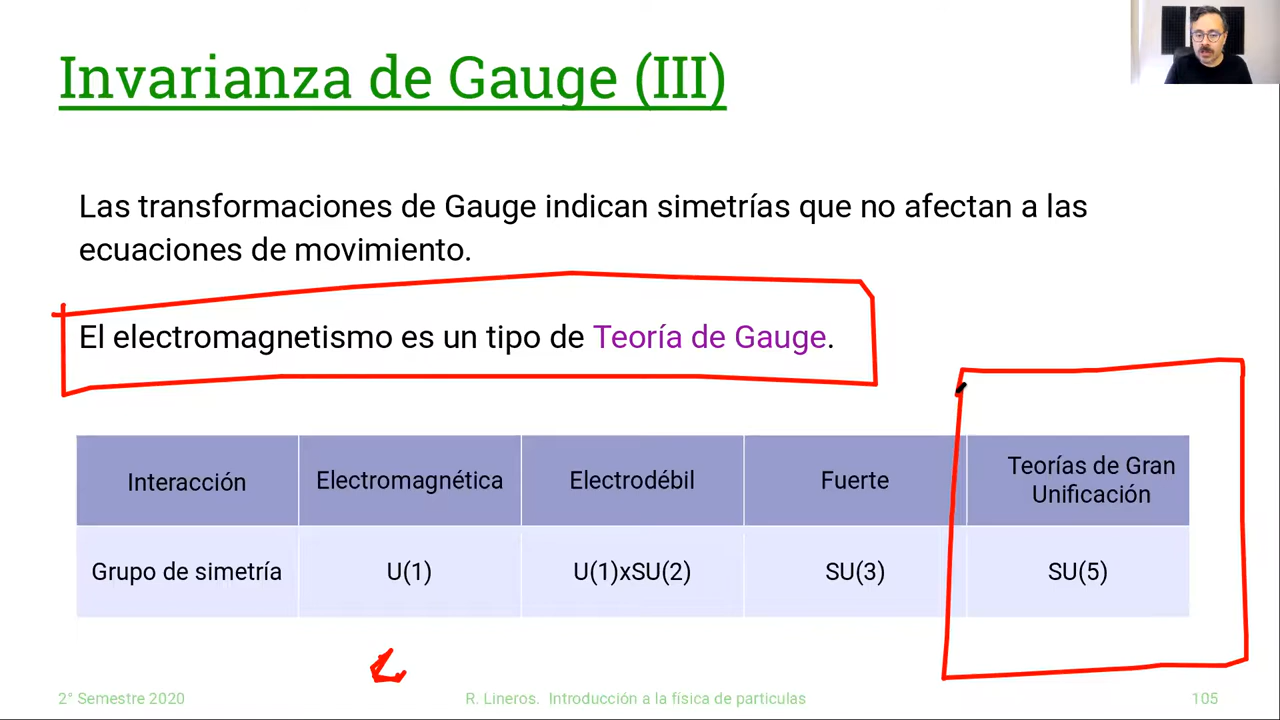 Invarianza de Gauge (III)
Las transformaciones de Gauge indican simetrías que no afectan a las
ecuaciones de movimiento.
El electromagnetismo es un tipo de Teoría de Gauge.
Interacción
Electromagnética
Electrodébil
Fuerte
Teorías de Gran
Unificación
Grupo de simetría
U(1)
U(1)xSU(2)
SU(3)
SU(5)
2° Semestre 2020
R. Lineros. Introducción a la física de particulas
105